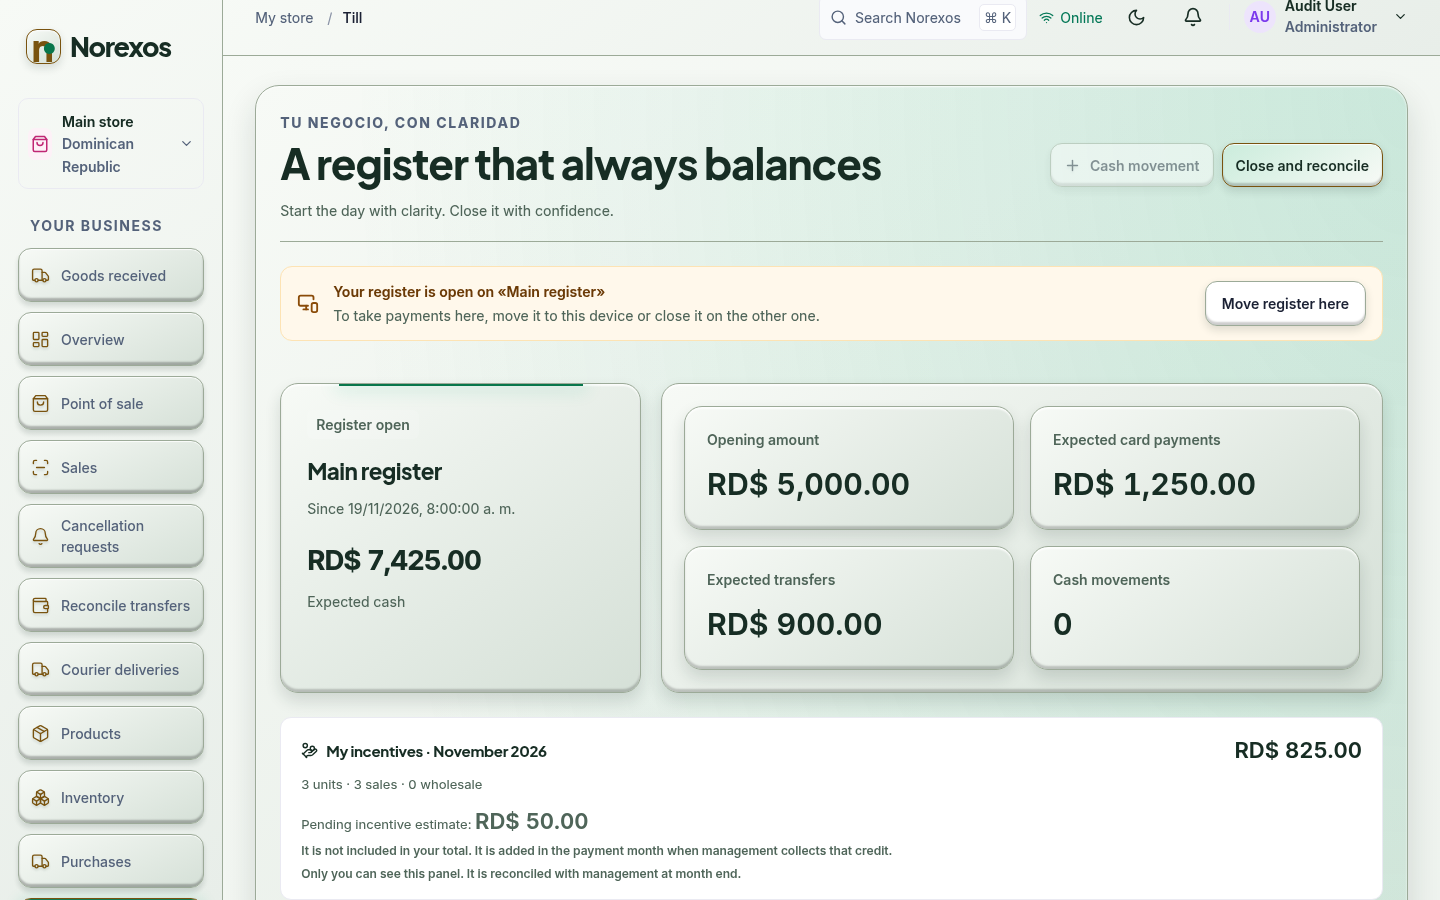 Norexos
Main store
Dominican
Republic
YOUR BUSINESS
Goods received
Overview
Point of sale
Sales
Cancellation
requests
Reconcile transfers
Courier deliveries
Products
Inventory
Purchases
My store / Till
Search Norexos ⌘ K
Online
AU
Audit User
Administrator
TU NEGOCIO, CON CLARIDAD
A register that always balances
Start the day with clarity. Close it with confidence.
Cash movement
Close and reconcile
Your register is open on «Main register»
To take payments here, move it to this device or close it on the other one.
Move register here
Register open
Main register
Since 19/11/2026, 8:00:00 a. m.
RD$ 7,425.00
Expected cash
Opening amount
RD$ 5,000.00
Expected card payments
RD$ 1,250.00
Expected transfers
RD$ 900.00
Cash movements
0
My incentives · November 2026
RD$ 825.00
3 units · 3 sales · 0 wholesale
Pending incentive estimate: RD$ 50.00
It is not included in your total. It is added in the payment month when management collects that credit.
Only you can see this panel. It is reconciled with management at month end.